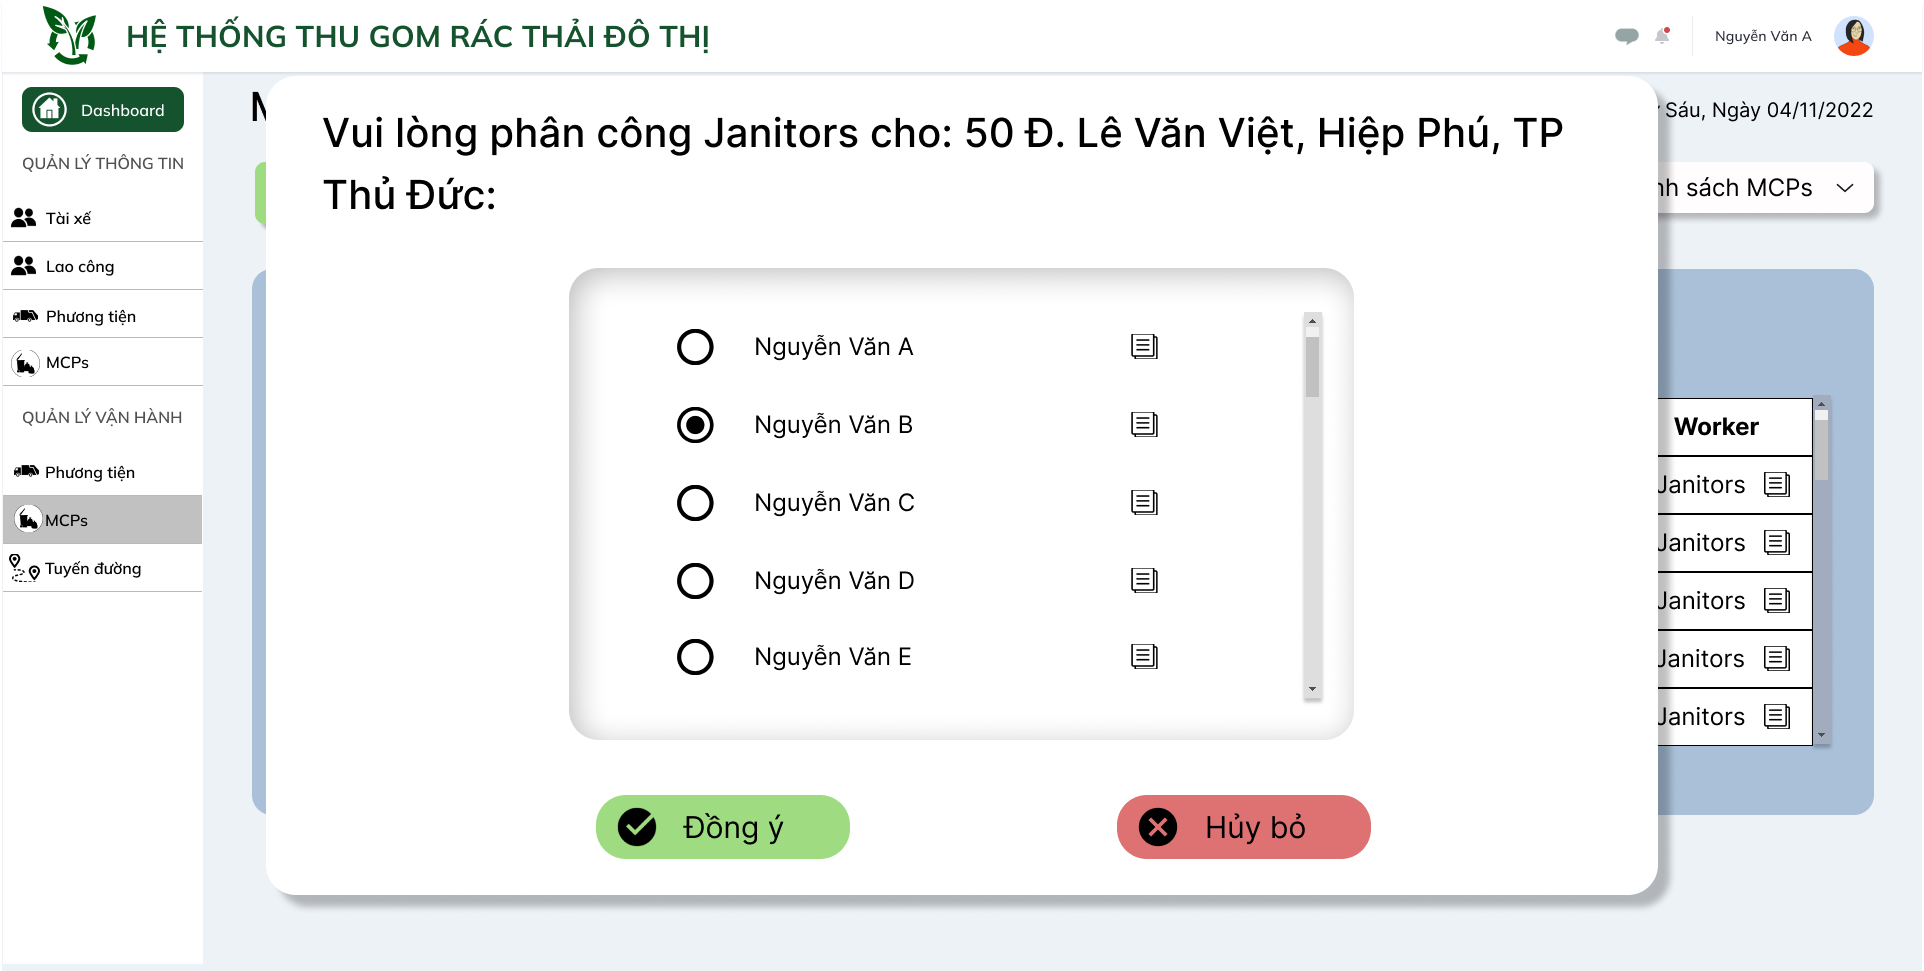 HỆ THỐNG THU GOM RÁC THẢI ĐÔ THỊ
Nguyễn Văn A
Dashboard
QUẢN LÝ THÔNG TIN
Tài xế
Lao công
Phương tiện
MCPs
QUẢN LÝ VẬN HÀNH
Phương tiện
MCPs
Tuyến đường
Sáu, Ngày 04/11/2022
sách MCPs
Vui lòng phân công Janitors cho: 50 Đ. Lê Văn Việt, Hiệp Phú, TP
Thủ Đức:
Nguyễn Văn A
Nguyễn Văn B
Nguyễn Văn C
Nguyễn Văn D
Nguyễn Văn E
Đồng ý
Hủy bỏ
Worker
Janitors
Janitors
Janitors
Janitors
Janitors